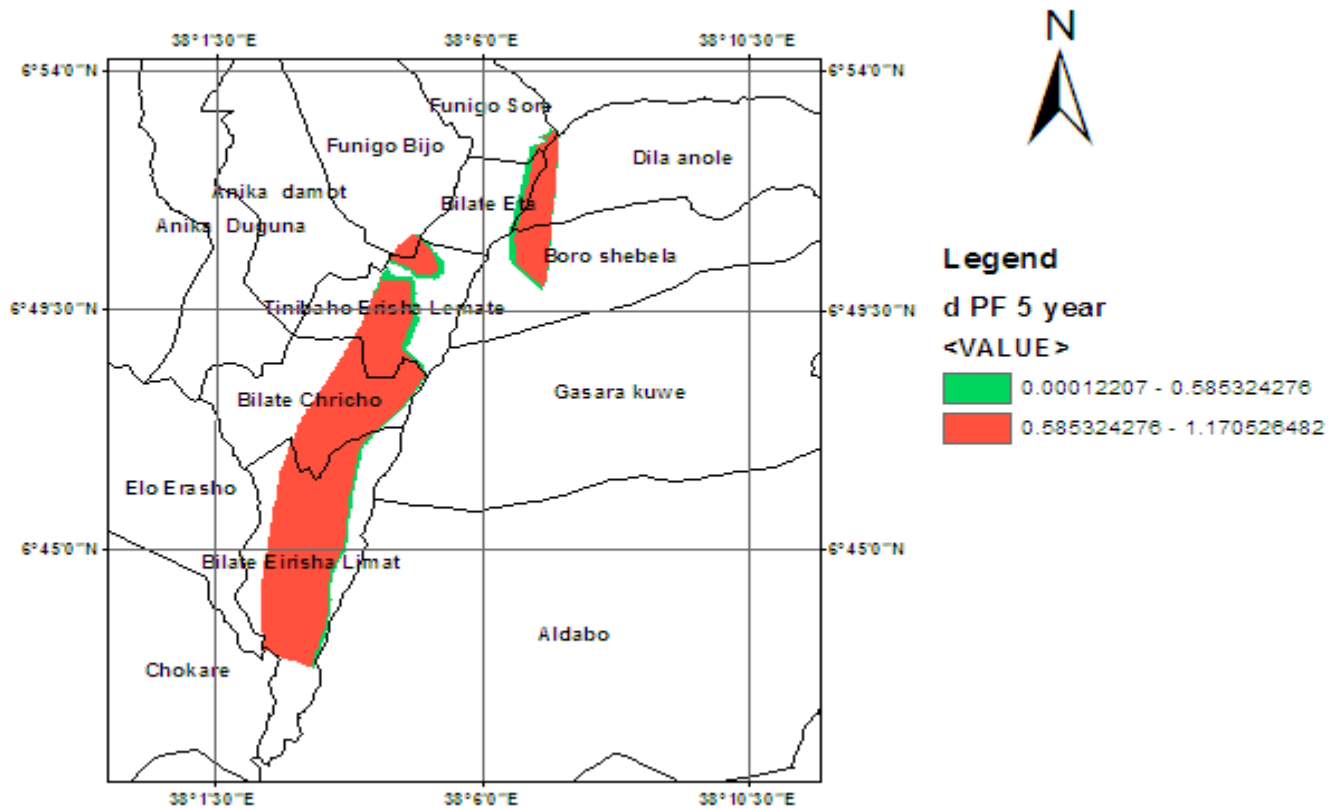 38°1'30"E 38°6'0"E 38°10'30"E
N
6°54'0"N 6°54'0"N
Funigo Sore
Funigo Bijo
Dila anole
Anika damot
Bilate Eta
Anika Duguna
Boro shebela
Legend
d PF 5 year
6°49'30"N Tinibaho Erisha Lemate 6°49'30"N
<VALUE>
0.00012207 - 0.585324276
Bilate Chricho
Gasara kuwe
0.585324276 - 1.170526482
Elo Erasho
6°45'0"N 6°45'0"N
Bilate Eirisha Limat
Aldabo
Chokare
38°1'30"E 38°6'0"E 38°10'30"E